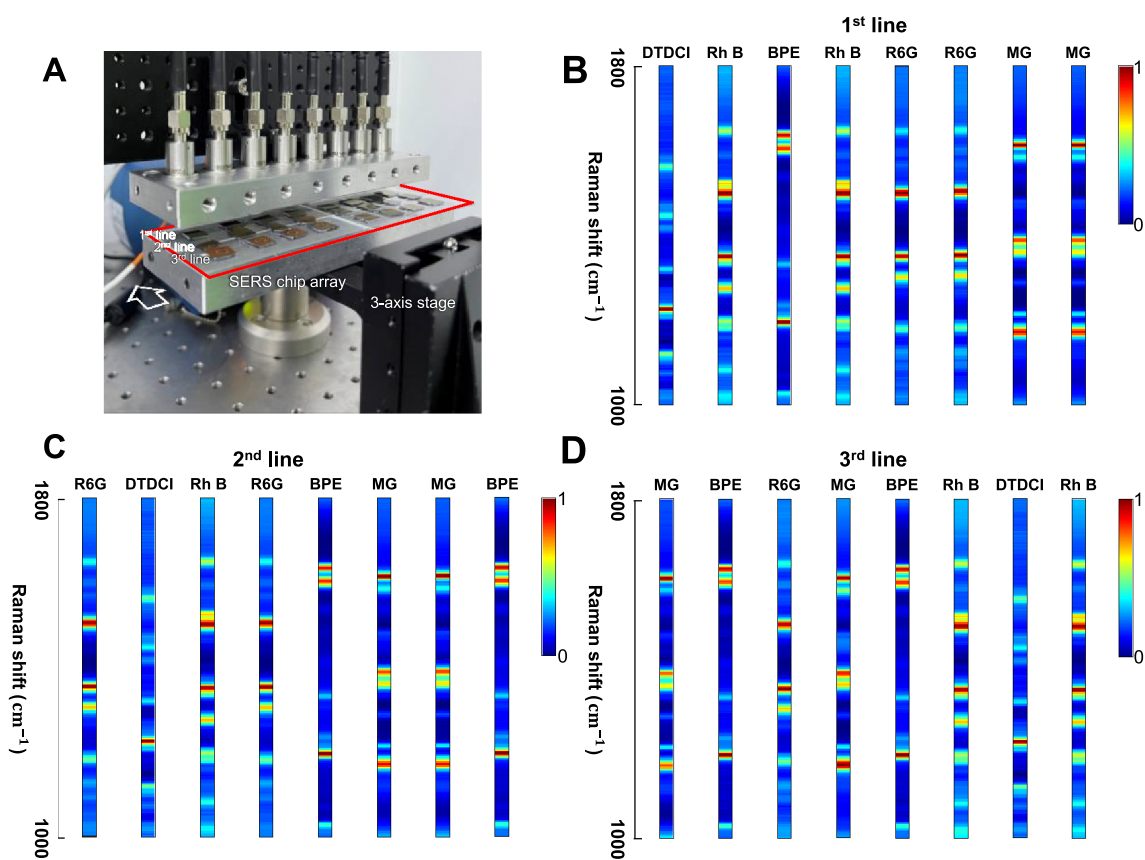 A
1st line
2nd line
3rd line
SERS chip array
3-axis stage
B
1st line
DTDCI Rh B BPE Rh B R6G R6G MG MG
1800
Raman shift (cm−1)
1000
1
0
C
2nd line
R6G DTDCI Rh B R6G BPE MG MG BPE
1800
Raman shift (cm−1)
1000
1
0
D
3rd line
MG BPE R6G MG BPE Rh B DTDCI Rh B
1800
Raman shift (cm−1)
1000
1
0